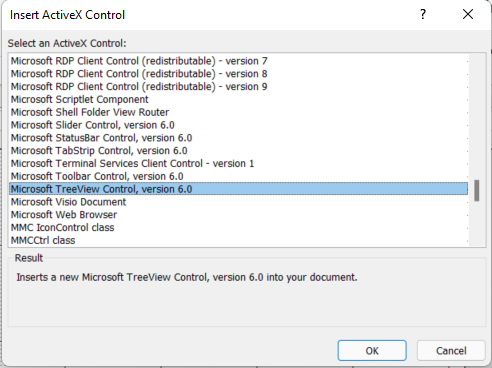 Insert ActiveX Control
?
Select an ActiveX Control:
Microsoft RDP Client Control (redistributable) - version 7
Microsoft RDP Client Control (redistributable) - version 8
Microsoft RDP Client Control (redistributable) - version 9
Microsoft Scriptlet Component
Microsoft Shell Folder View Router
Microsoft Slider Control, version 6.0
Microsoft StatusBar Control, version 6.0
Microsoft TabStrip Control, version 6.0
Microsoft Terminal Services Client Control - version 1
Microsoft Toolbar Control, version 6.0
Microsoft TreeView Control, version 6.0
Microsoft Visio Document
Microsoft Web Browser
MMC IconControl class
MMCCtrl class
Result
Inserts a new Microsoft TreeView Control, version 6.0 into your document.
OK
Cancel